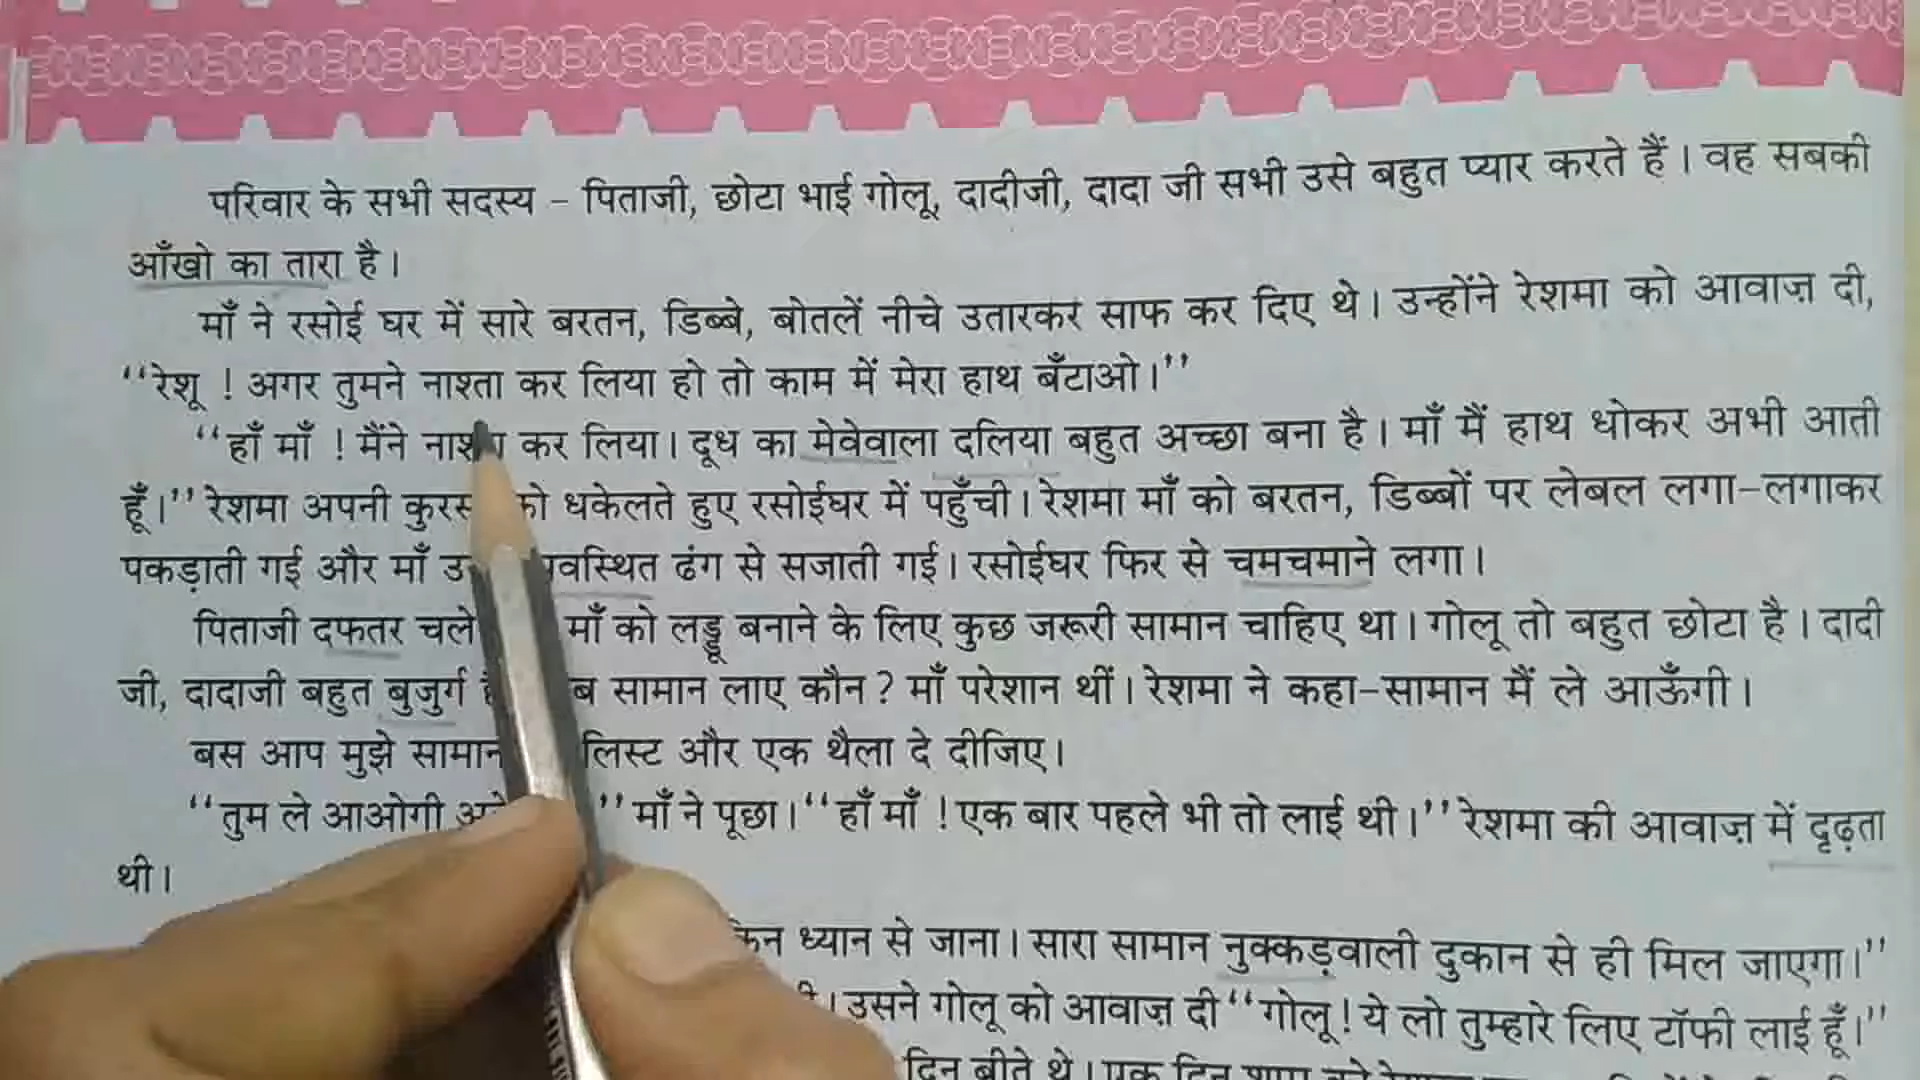 परिवार के सभी सदस्य – पिताजी, छोटा भाई गोलू, दादीजी, दादा जी सभी उसे बहुत प्यार करते हैं। वह सबकी
आँखो का तारा है।
माँ ने रसोई घर में सारे बरतन, डिब्बे, बोतलें नीचे उतारकर साफ कर दिए थे। उन्होंने रेशमा को आवाज़ दी,
‘‘रेशू ! अगर तुमने नाश्ता कर लिया हो तो काम में मेरा हाथ बँटाओ।’’
‘‘हाँ माँ ! मैंने नाश्ता कर लिया। दूध का मेवेवाला दलिया बहुत अच्छा बना है। माँ मैं हाथ धोकर अभी आती
हूँ।’’ रेशमा अपनी को धकेलते हुए रसोईघर में पहुँची। रेशमा माँ को बरतन, डिब्बों पर लेबल लगा–लगाकर
पकड़ाती गई और माँ ढंग से सजाती गई। रसोईघर फिर से चमचमाने लगा।
पिताजी दफतर चले माँ को लड्डू बनाने के लिए कुछ जरूरी सामान चाहिए था। गोलू तो बहुत छोटा है। दादी
जी, दादाजी बहुत बुजुर्ग सामान लाए कौन? माँ परेशान थीं। रेशमा ने कहा–सामान मैं ले आऊँगी।
बस आप मुझे सामान लिस्ट और एक थैला दे दीजिए।
‘‘तुम ले आओगी ’’ माँ ने पूछा। ‘‘हाँ माँ ! एक बार पहले भी तो लाई थी।’’ रेशमा की आवाज़ में दृढ़ता
थी।
ध्यान से जाना। सारा सामान नुक्कड़वाली दुकान से ही मिल जाएगा।’’
उसने गोलू को आवाज़ दी ‘‘गोलू! ये लो तुम्हारे लिए टॉफी लाई हूँ।’’
दिन बीते थे। एक दिन